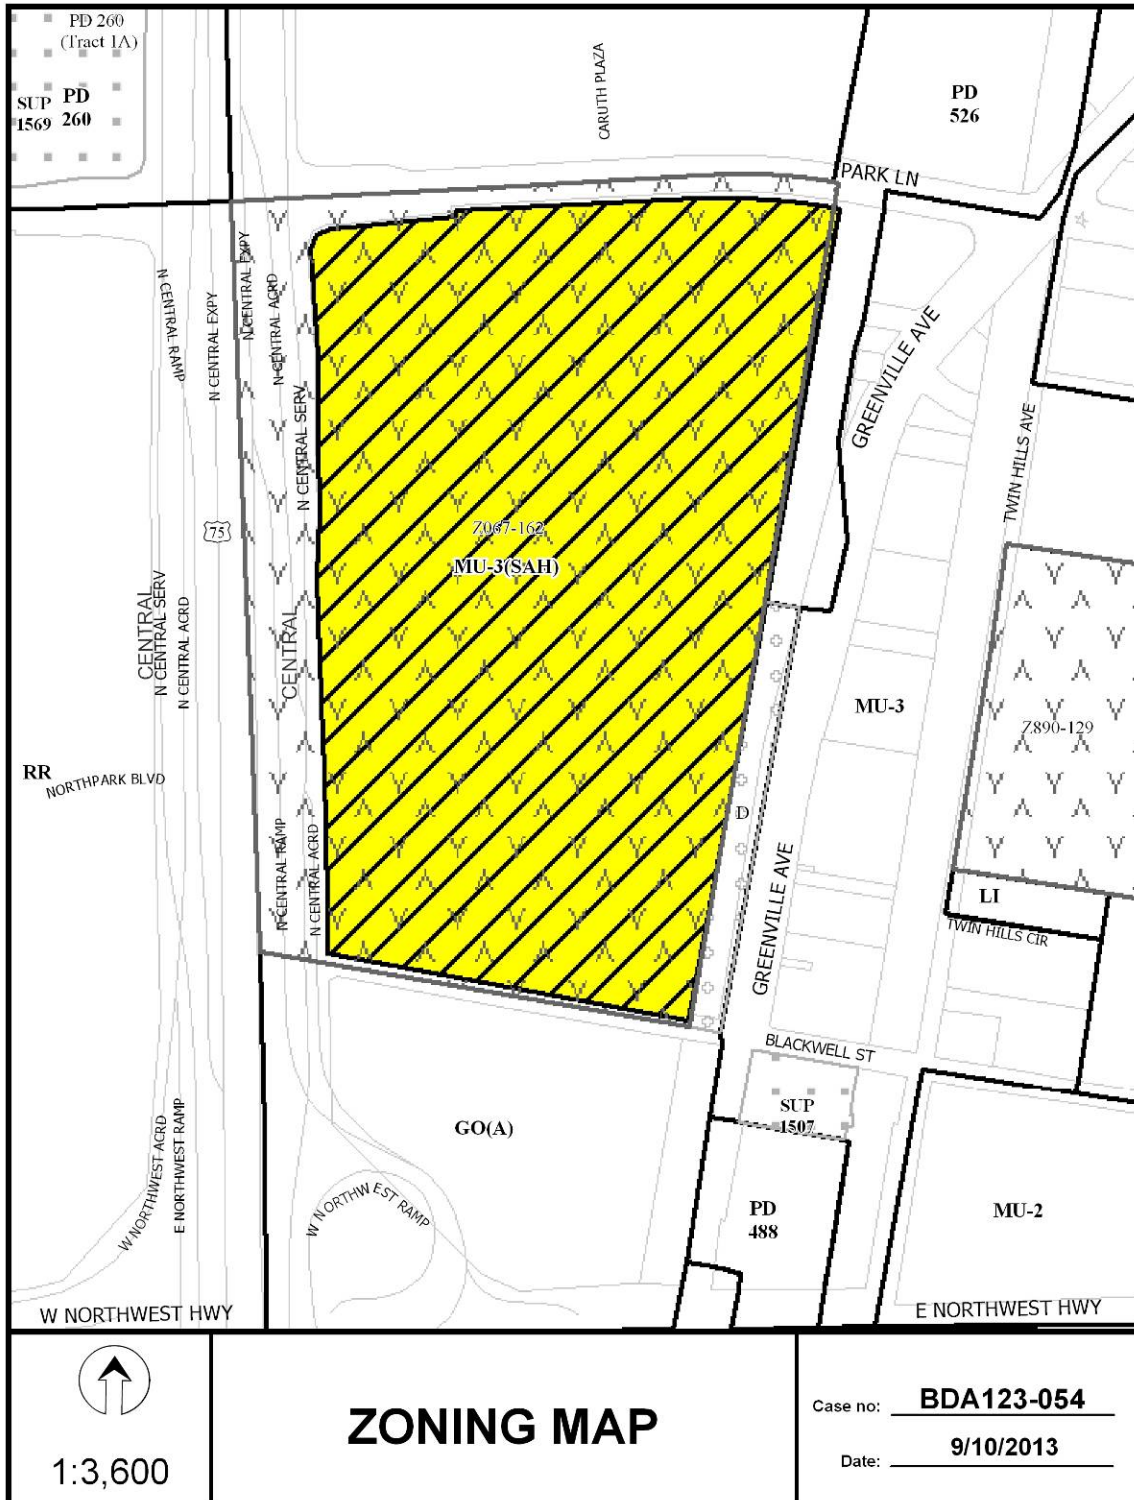 PD 260
(Tract 1A)
SUP
1569
PD
260
CARUTH PLAZA
PD
526
PARK LN
N CENTRAL RAMP
N CENTRAL EXPY
N CENTRAL EXPY
N CENTRAL ACRD
N CENTRAL SERV
GREENVILLE AVE
TWIN HILLS AVE
75
Z067-162
MU-3(SAH)
CENTRAL
N CENTRAL SERV
N CENTRAL ACRD
CENTRAL
MU-3
Z890-129
RR
NORTHPARK BLVD
D
N CENTRAL RAMP
N CENTRAL ACRD
GREENVILLE AVE
LI
TWIN HILLS CIR
BLACKWELL ST
SUP
1507
GO(A)
W NORTHWEST ACRD
E NORTHWEST RAMP
W NORTHWEST RAMP
PD
488
MU-2
W NORTHWEST HWY
E NORTHWEST HWY
1:3,600
ZONING MAP
Case no: BDA123-054
Date: 9/10/2013